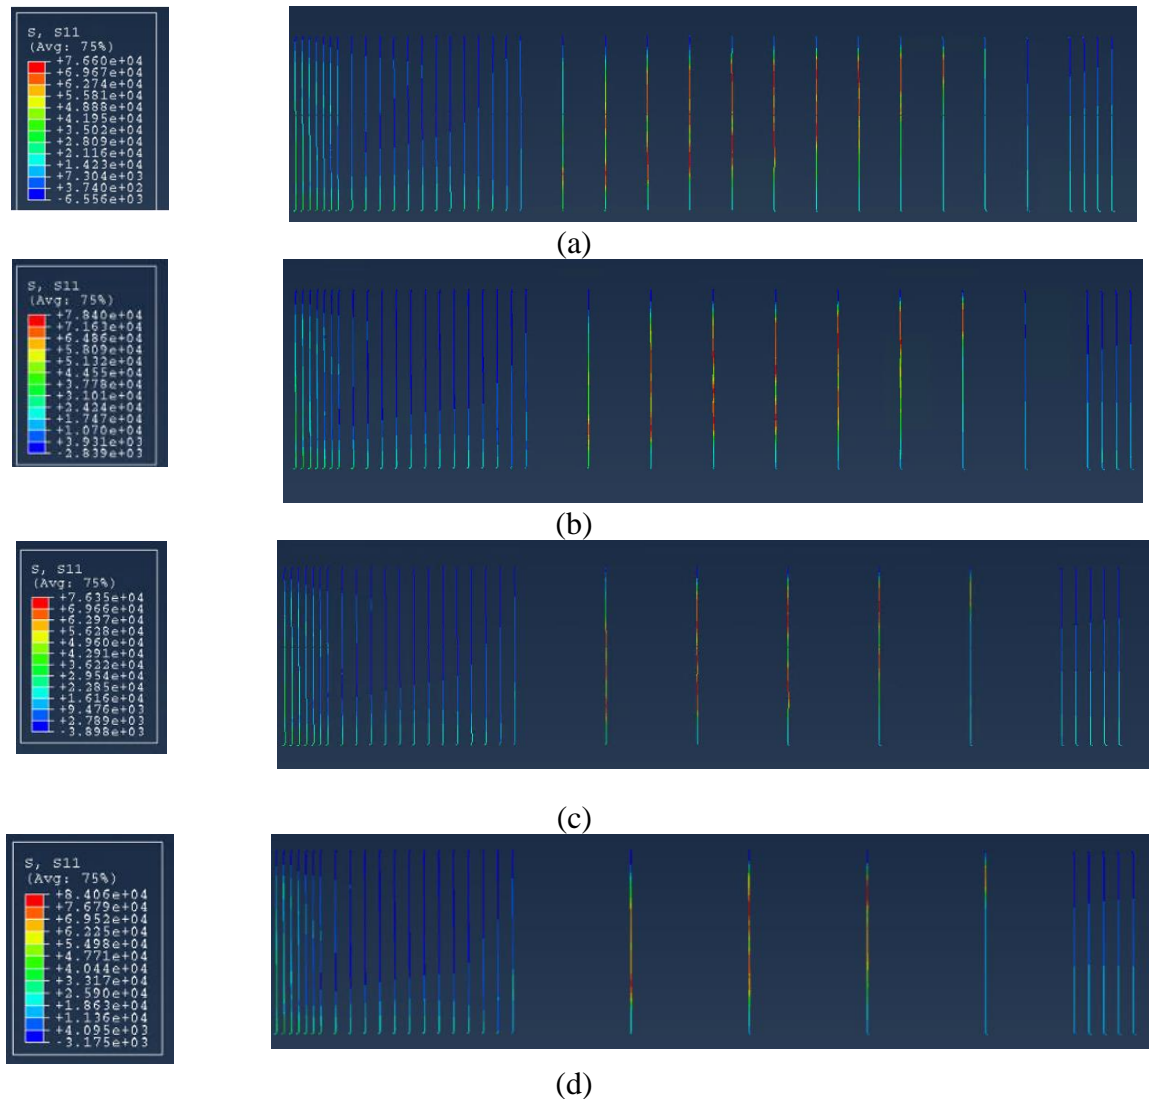 S, S11
(Avg: 75%)
+7.660e+04
+6.967e+04
+6.274e+04
+5.581e+04
+4.888e+04
+4.195e+04
+3.502e+04
+2.809e+04
+2.116e+04
+1.423e+04
+7.304e+03
+3.740e+02
-6.556e+03
(a)
S, S11
(Avg: 75%)
+7.840e+04
+7.163e+04
+6.486e+04
+5.809e+04
+5.132e+04
+4.455e+04
+3.778e+04
+3.101e+04
+2.424e+04
+1.747e+04
+1.070e+04
+3.931e+03
-2.839e+03
(b)
S, S11
(Avg: 75%)
+7.635e+04
+6.966e+04
+6.297e+04
+5.628e+04
+4.960e+04
+4.291e+04
+3.622e+04
+2.954e+04
+2.285e+04
+1.616e+04
+9.476e+03
+2.789e+03
-3.898e+03
(c)
S, S11
(Avg: 75%)
+8.406e+04
+7.679e+04
+6.952e+04
+6.225e+04
+5.498e+04
+4.771e+04
+4.044e+04
+3.317e+04
+2.590e+04
+1.863e+04
+1.136e+04
+4.095e+03
-3.175e+03
(d)